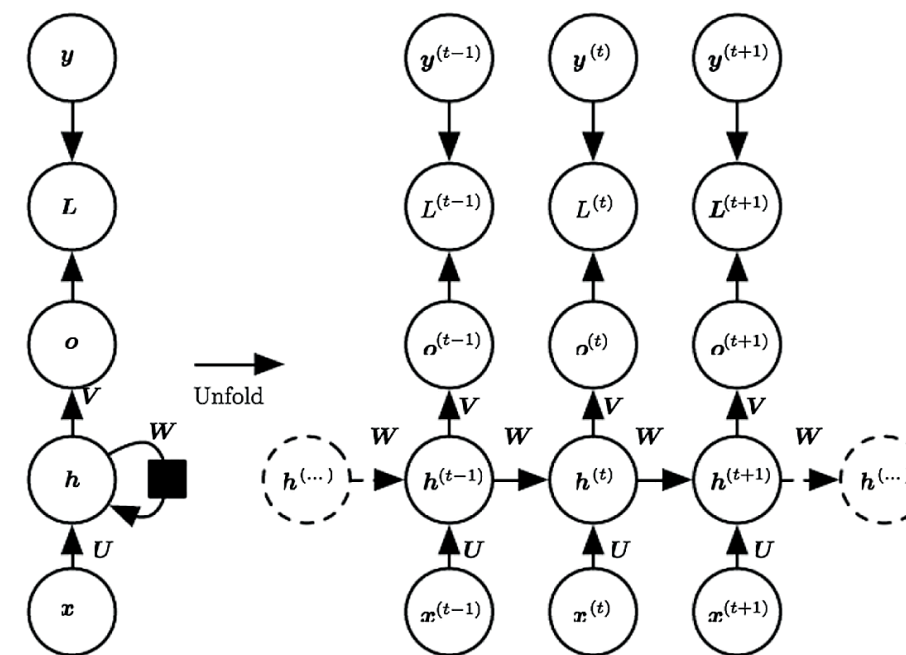 y y^(t−1) y^(t) y^(t+1)
L L^(t−1) L^(t) L^(t+1)
o o^(t−1) o^(t) o^(t+1)
Unfold
V V V V
W W W W W
h h^(...) h^(t−1) h^(t) h^(t+1) h^(...
U U U U
x x^(t−1) x^(t) x^(t+1)